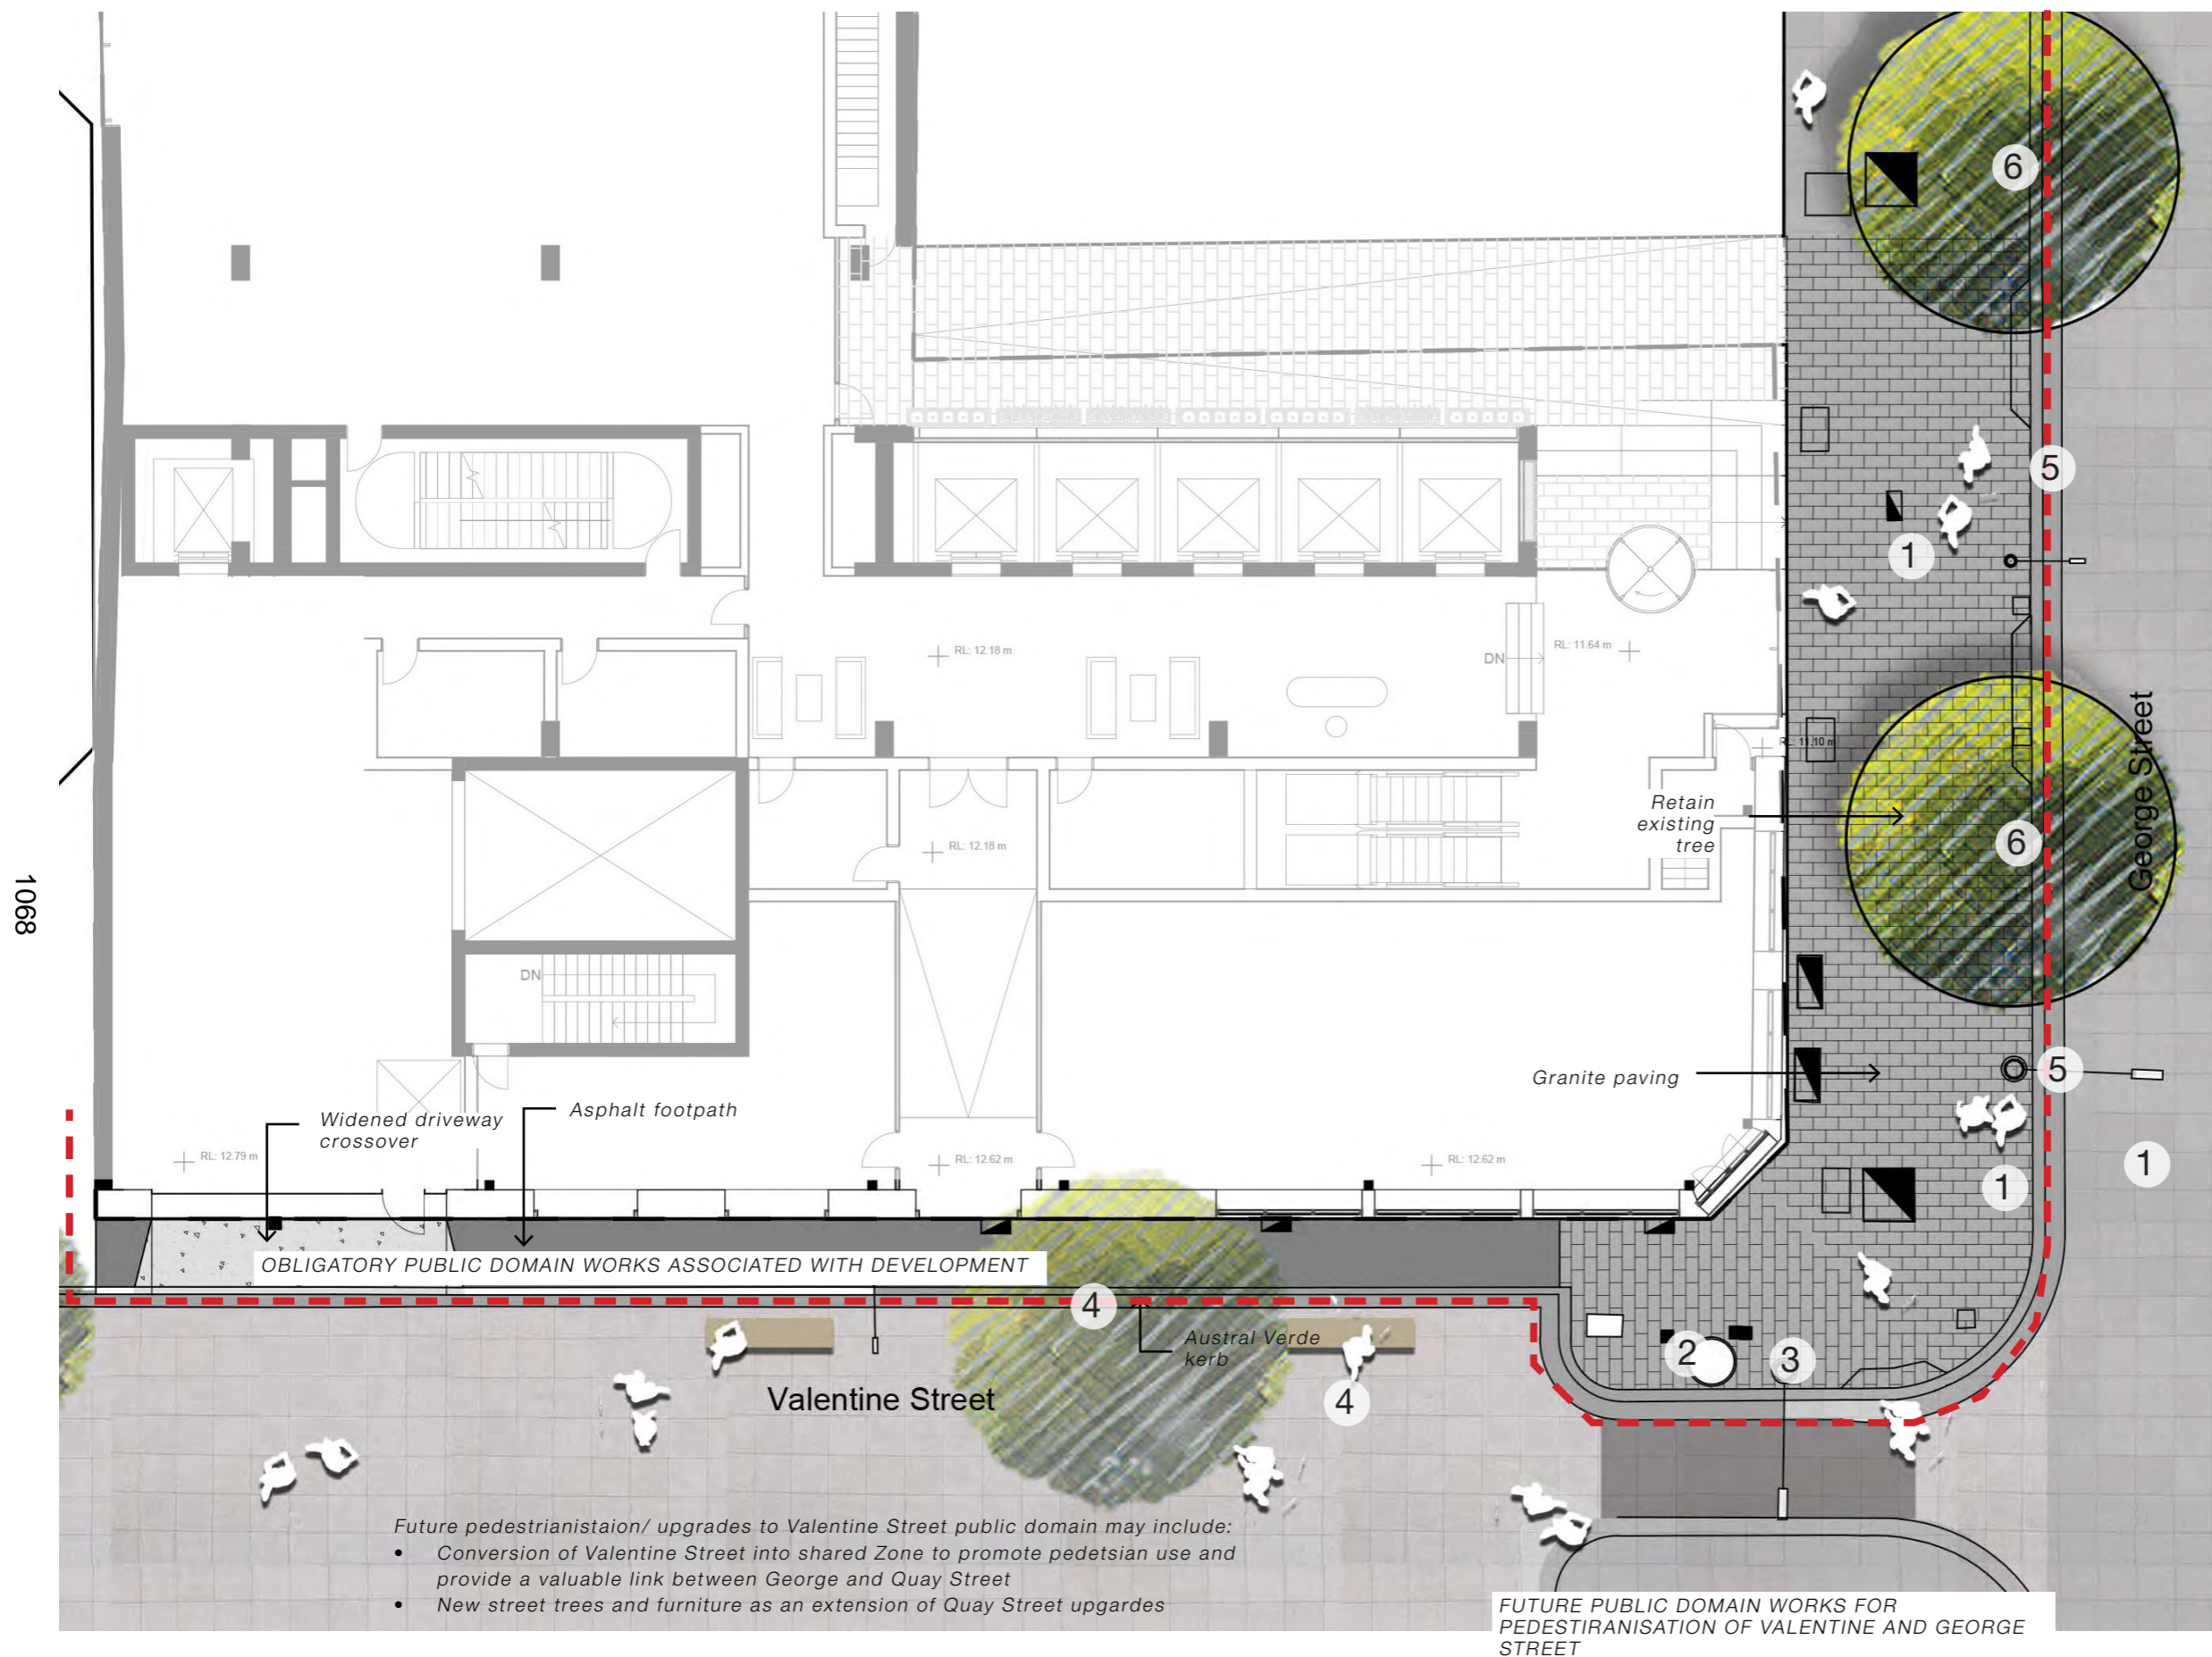 6
5
1
RL: 12.18 m
DN
RL: 11.64 m
George Street
RL: 11.10 m
Retain
existing
tree
6
RL: 12.18 m
1068
DN
Granite paving
5
Widened driveway
crossover
Asphalt footpath
RL: 12.79 m
RL: 12.62 m
RL: 12.62 m
1
1
OBLIGATORY PUBLIC DOMAIN WORKS ASSOCIATED WITH DEVELOPMENT
4
Austral Verde
kerb
2
3
Valentine Street
4
Future pedestrianistaion/ upgrades to Valentine Street public domain may include:
• Conversion of Valentine Street into shared Zone to promote pedetsian use and
provide a valuable link between George and Quay Street
• New street trees and furniture as an extension of Quay Street upgardes
FUTURE PUBLIC DOMAIN WORKS FOR
PEDESTIRANISATION OF VALENTINE AND GEORGE
STREET